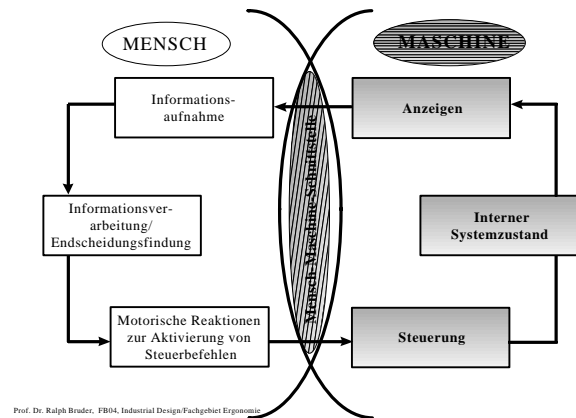 MENSCH
MASCHINE
Informations-
aufnahme
Anzeigen
Informationsver-
arbeitung/
Endscheidungsfindung
Mensch-Maschine-Schnittstelle
Interner
Systemzustand
Motorische Reaktionen
zur Aktivierung von
Steuerbefehlen
Steuerung
Prof. Dr. Ralph Bruder, FB04, Industrial Design/Fachgebiet Ergonomie